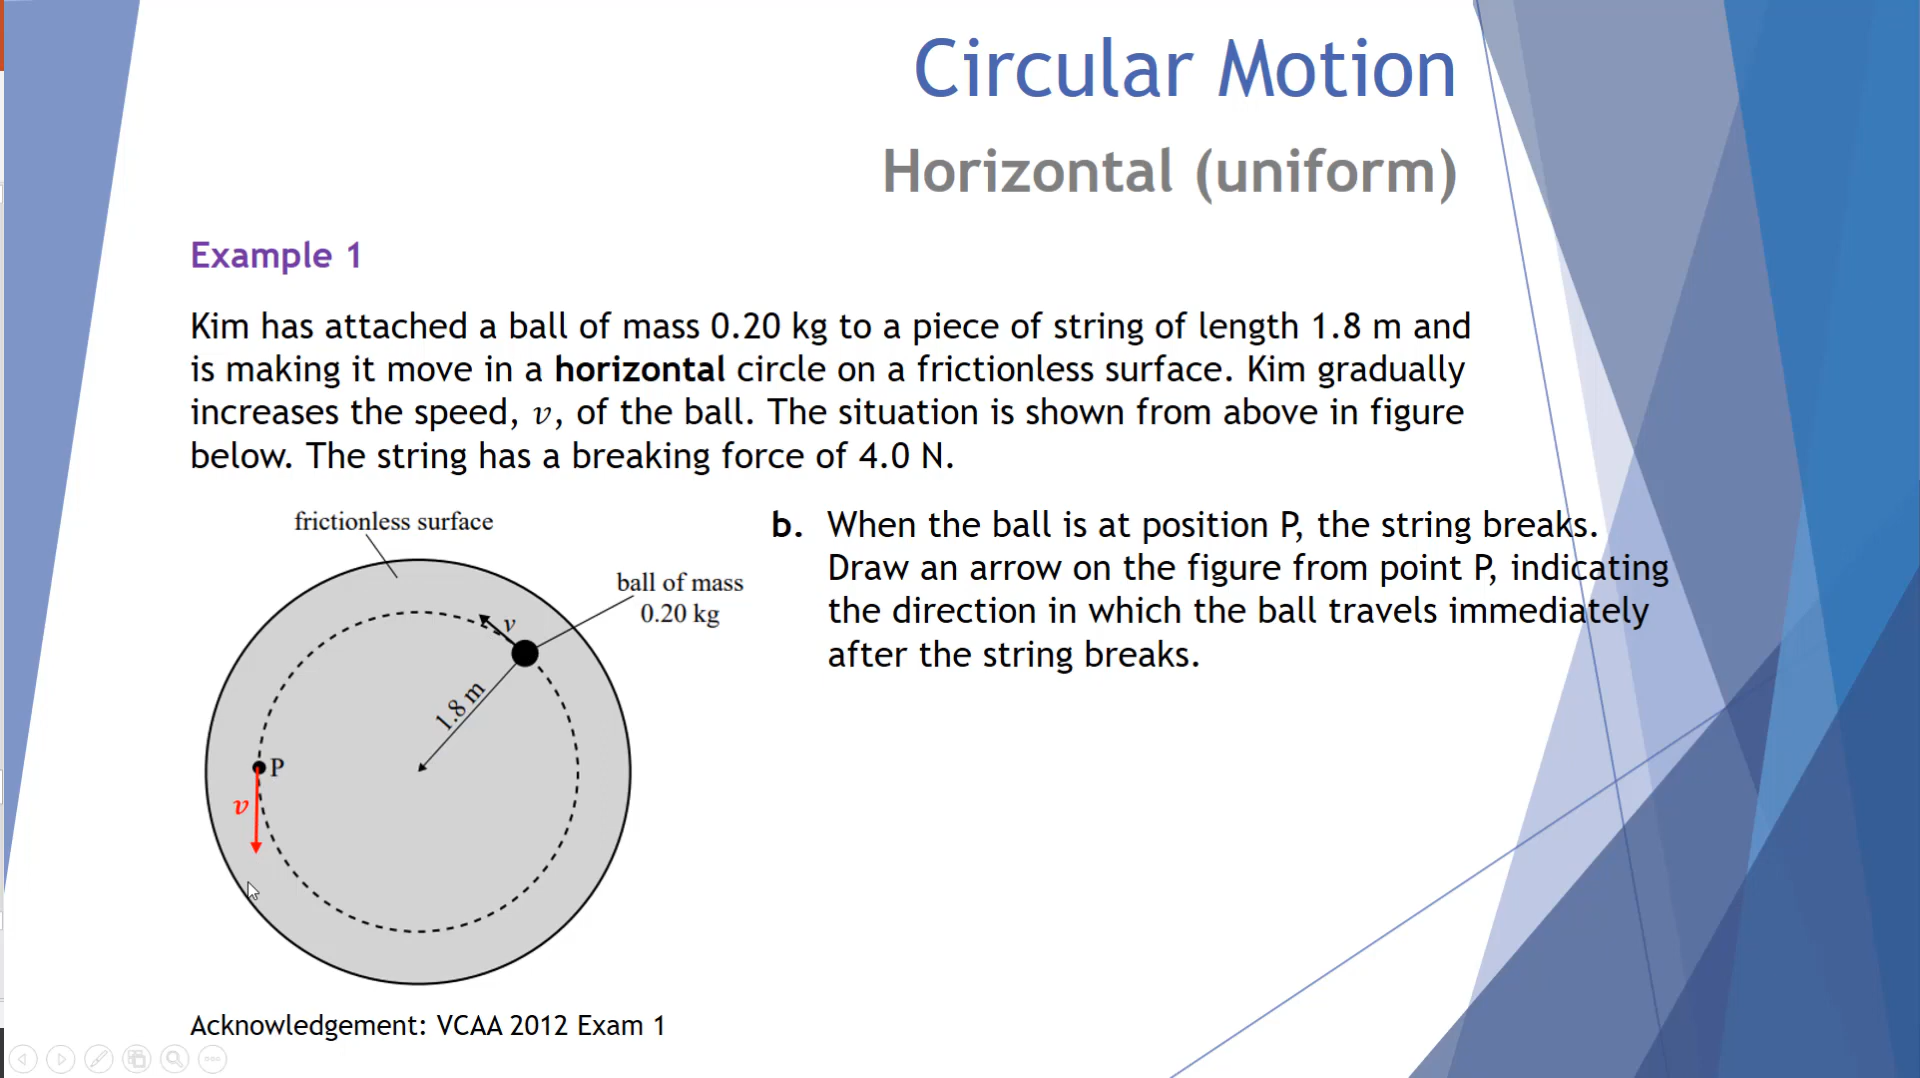 Circular Motion
Horizontal (uniform)
Example 1
Kim has attached a ball of mass 0.20 kg to a piece of string of length 1.8 m and
is making it move in a horizontal circle on a frictionless surface. Kim gradually
increases the speed, v, of the ball. The situation is shown from above in figure
below. The string has a breaking force of 4.0 N.
frictionless surface
ball of mass
0.20 kg
v
1.8 m
P
v
b. When the ball is at position P, the string breaks.
Draw an arrow on the figure from point P, indicating
the direction in which the ball travels immediately
after the string breaks.
Acknowledgement: VCAA 2012 Exam 1